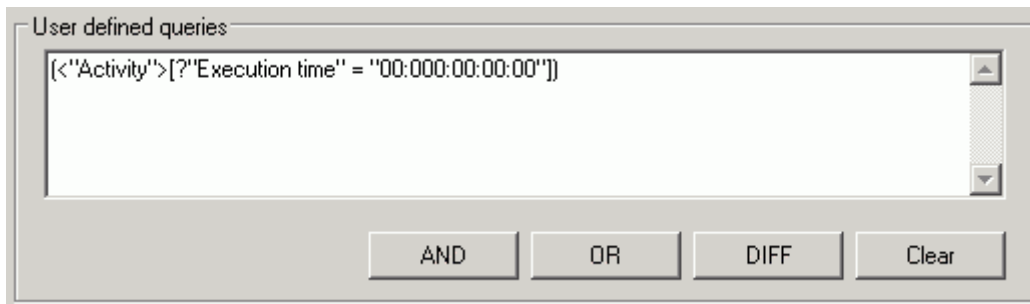 User defined queries
(<"Activity">[?"Execution time" = "00:000:00:00:00"])
AND OR DIFF Clear